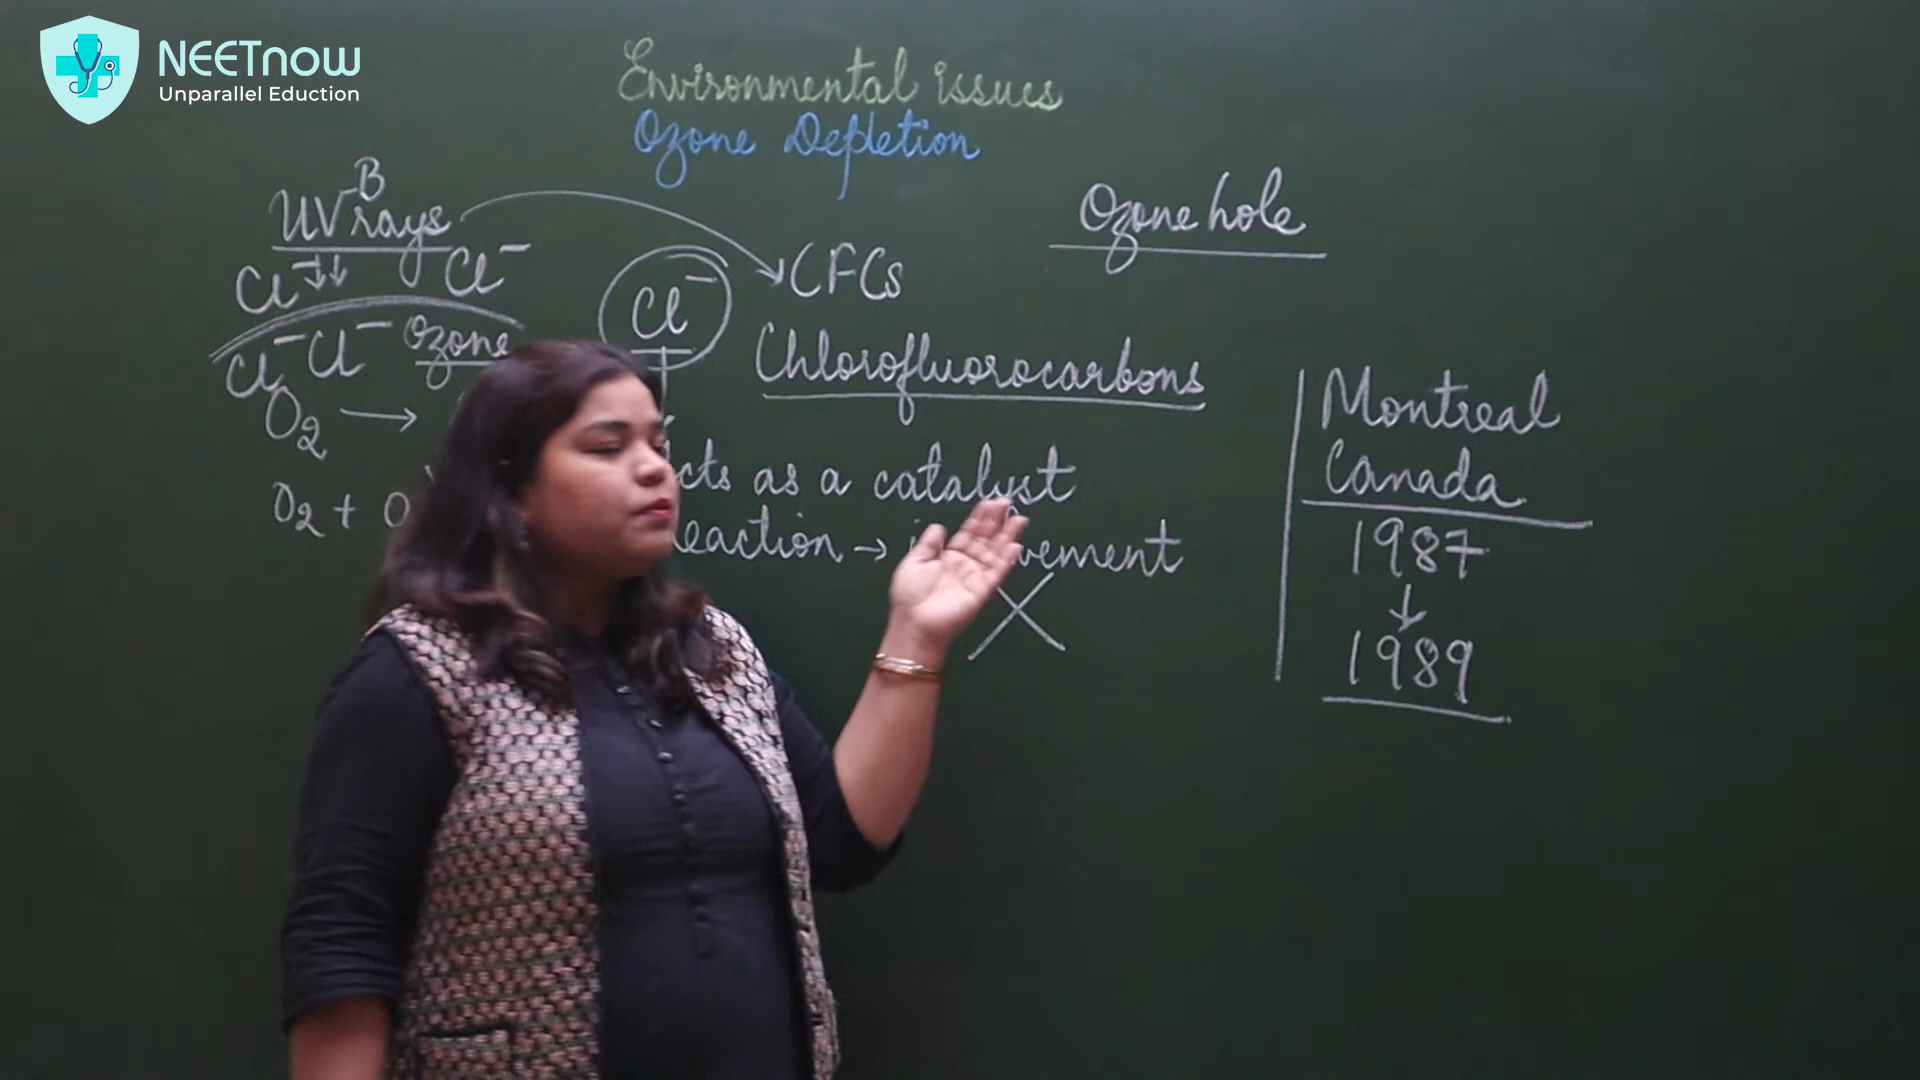 NEETnow
Unparallel Eduction
Environmental issues
Ozone Depletion
UV-B rays
Cl⁻ ↓↓ Cl⁻
Cl⁻ Cl⁻ Ozone
O₂ →
O₂ + O
Cl⁻
CFCs
Chlorofluorocarbons
cts as a catalyst
reaction →
Ozone hole
Montreal
Canada
1987
↓
1989